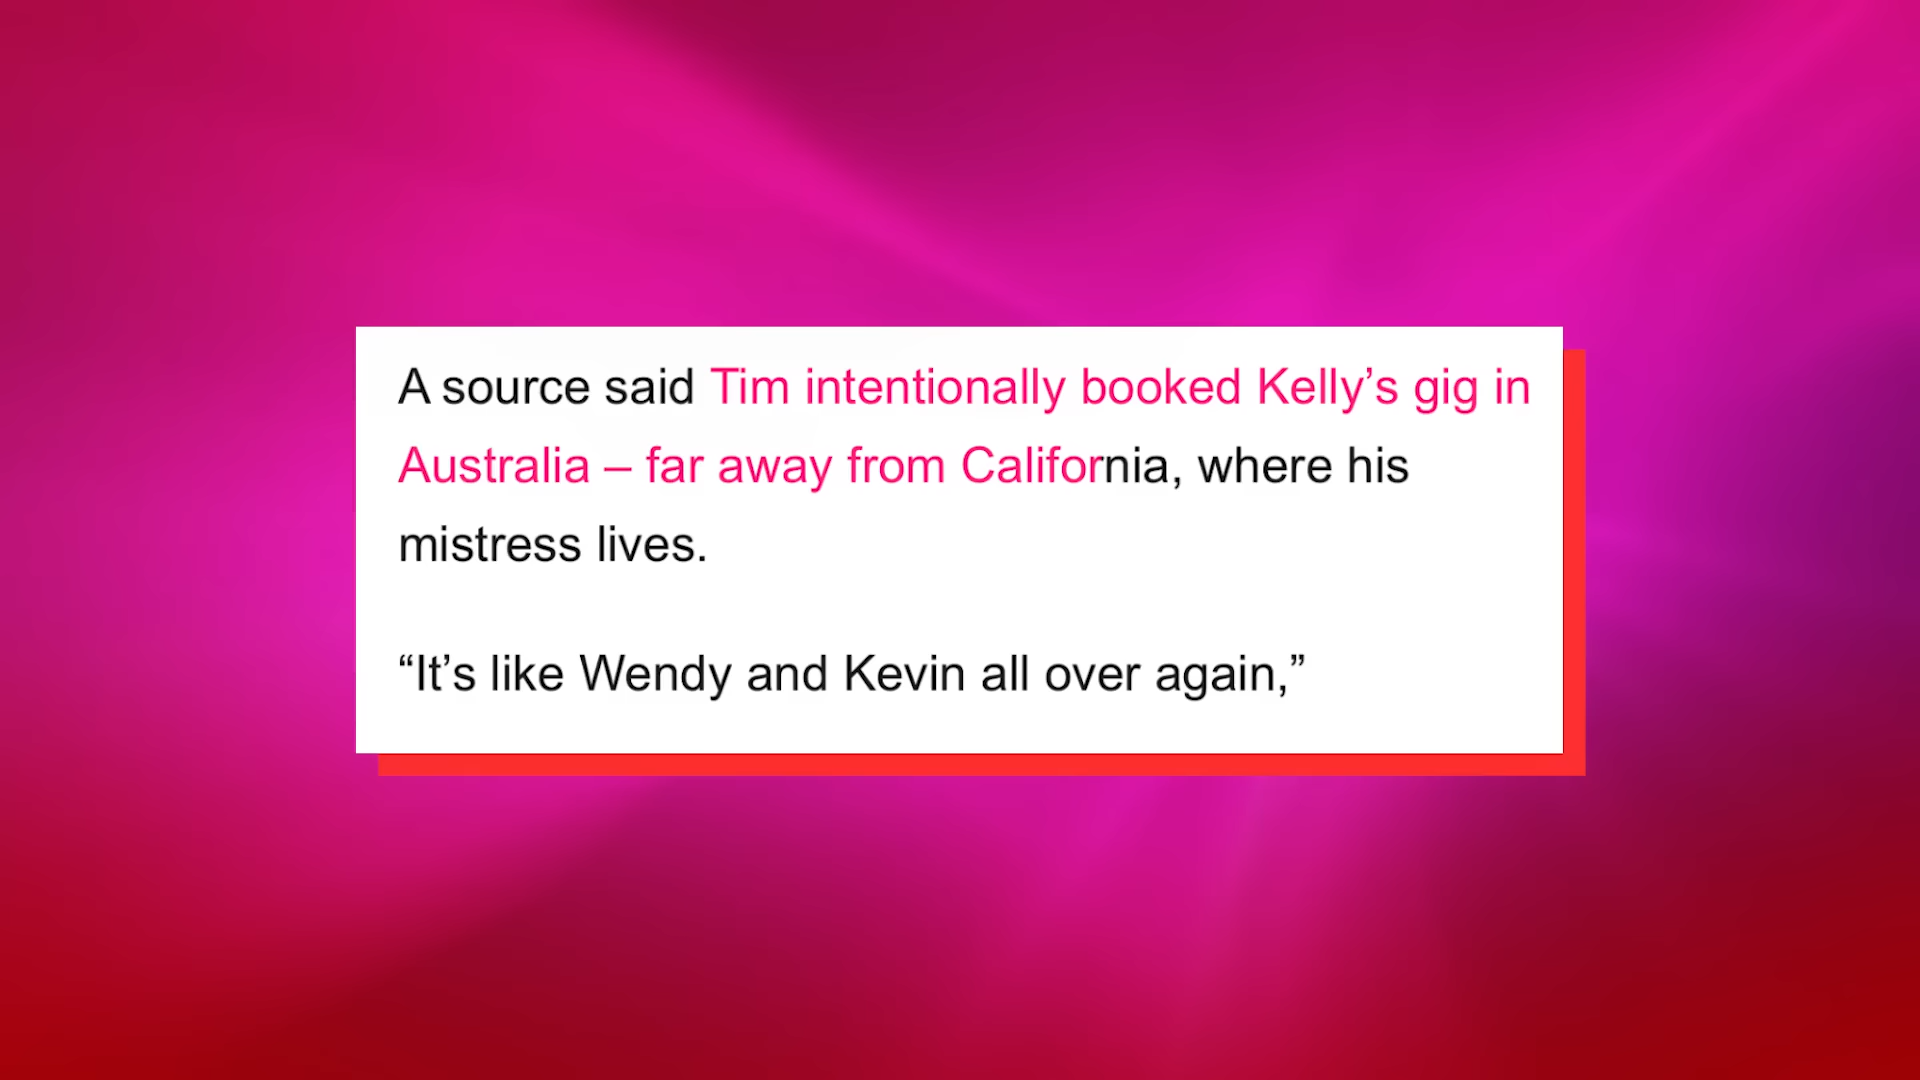 A source said Tim intentionally booked Kelly’s gig in
Australia – far away from California, where his
mistress lives.
“It’s like Wendy and Kevin all over again,”